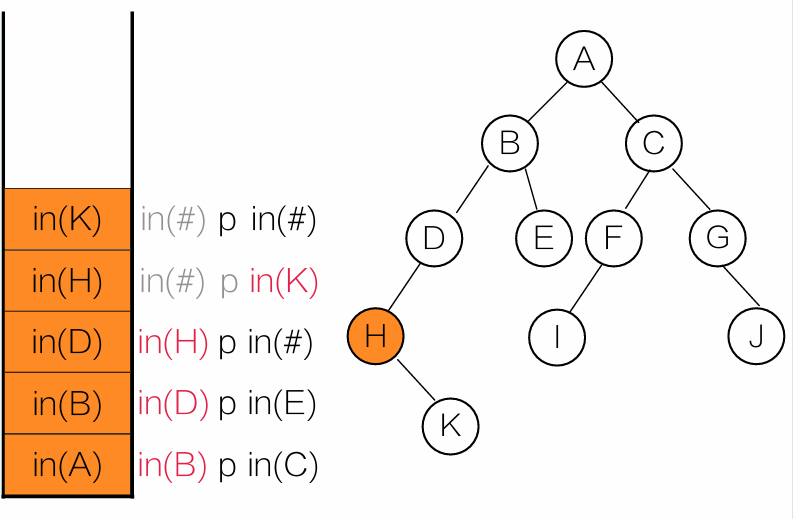 A
B C
in(K) in(#) p in(#)
D E F G
in(H) in(#) p in(K)
in(D) in(H) p in(#)
H I J
in(B) in(D) p in(E)
K
in(A) in(B) p in(C)